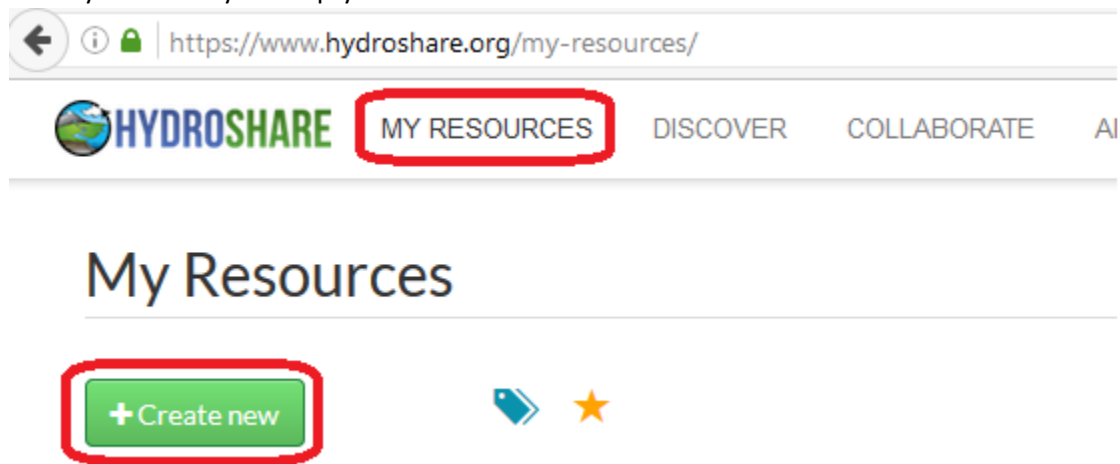 https://www.hydroshare.org/my-resources/
HYDROSHARE MY RESOURCES DISCOVER COLLABORATE
My Resources
+ Create new